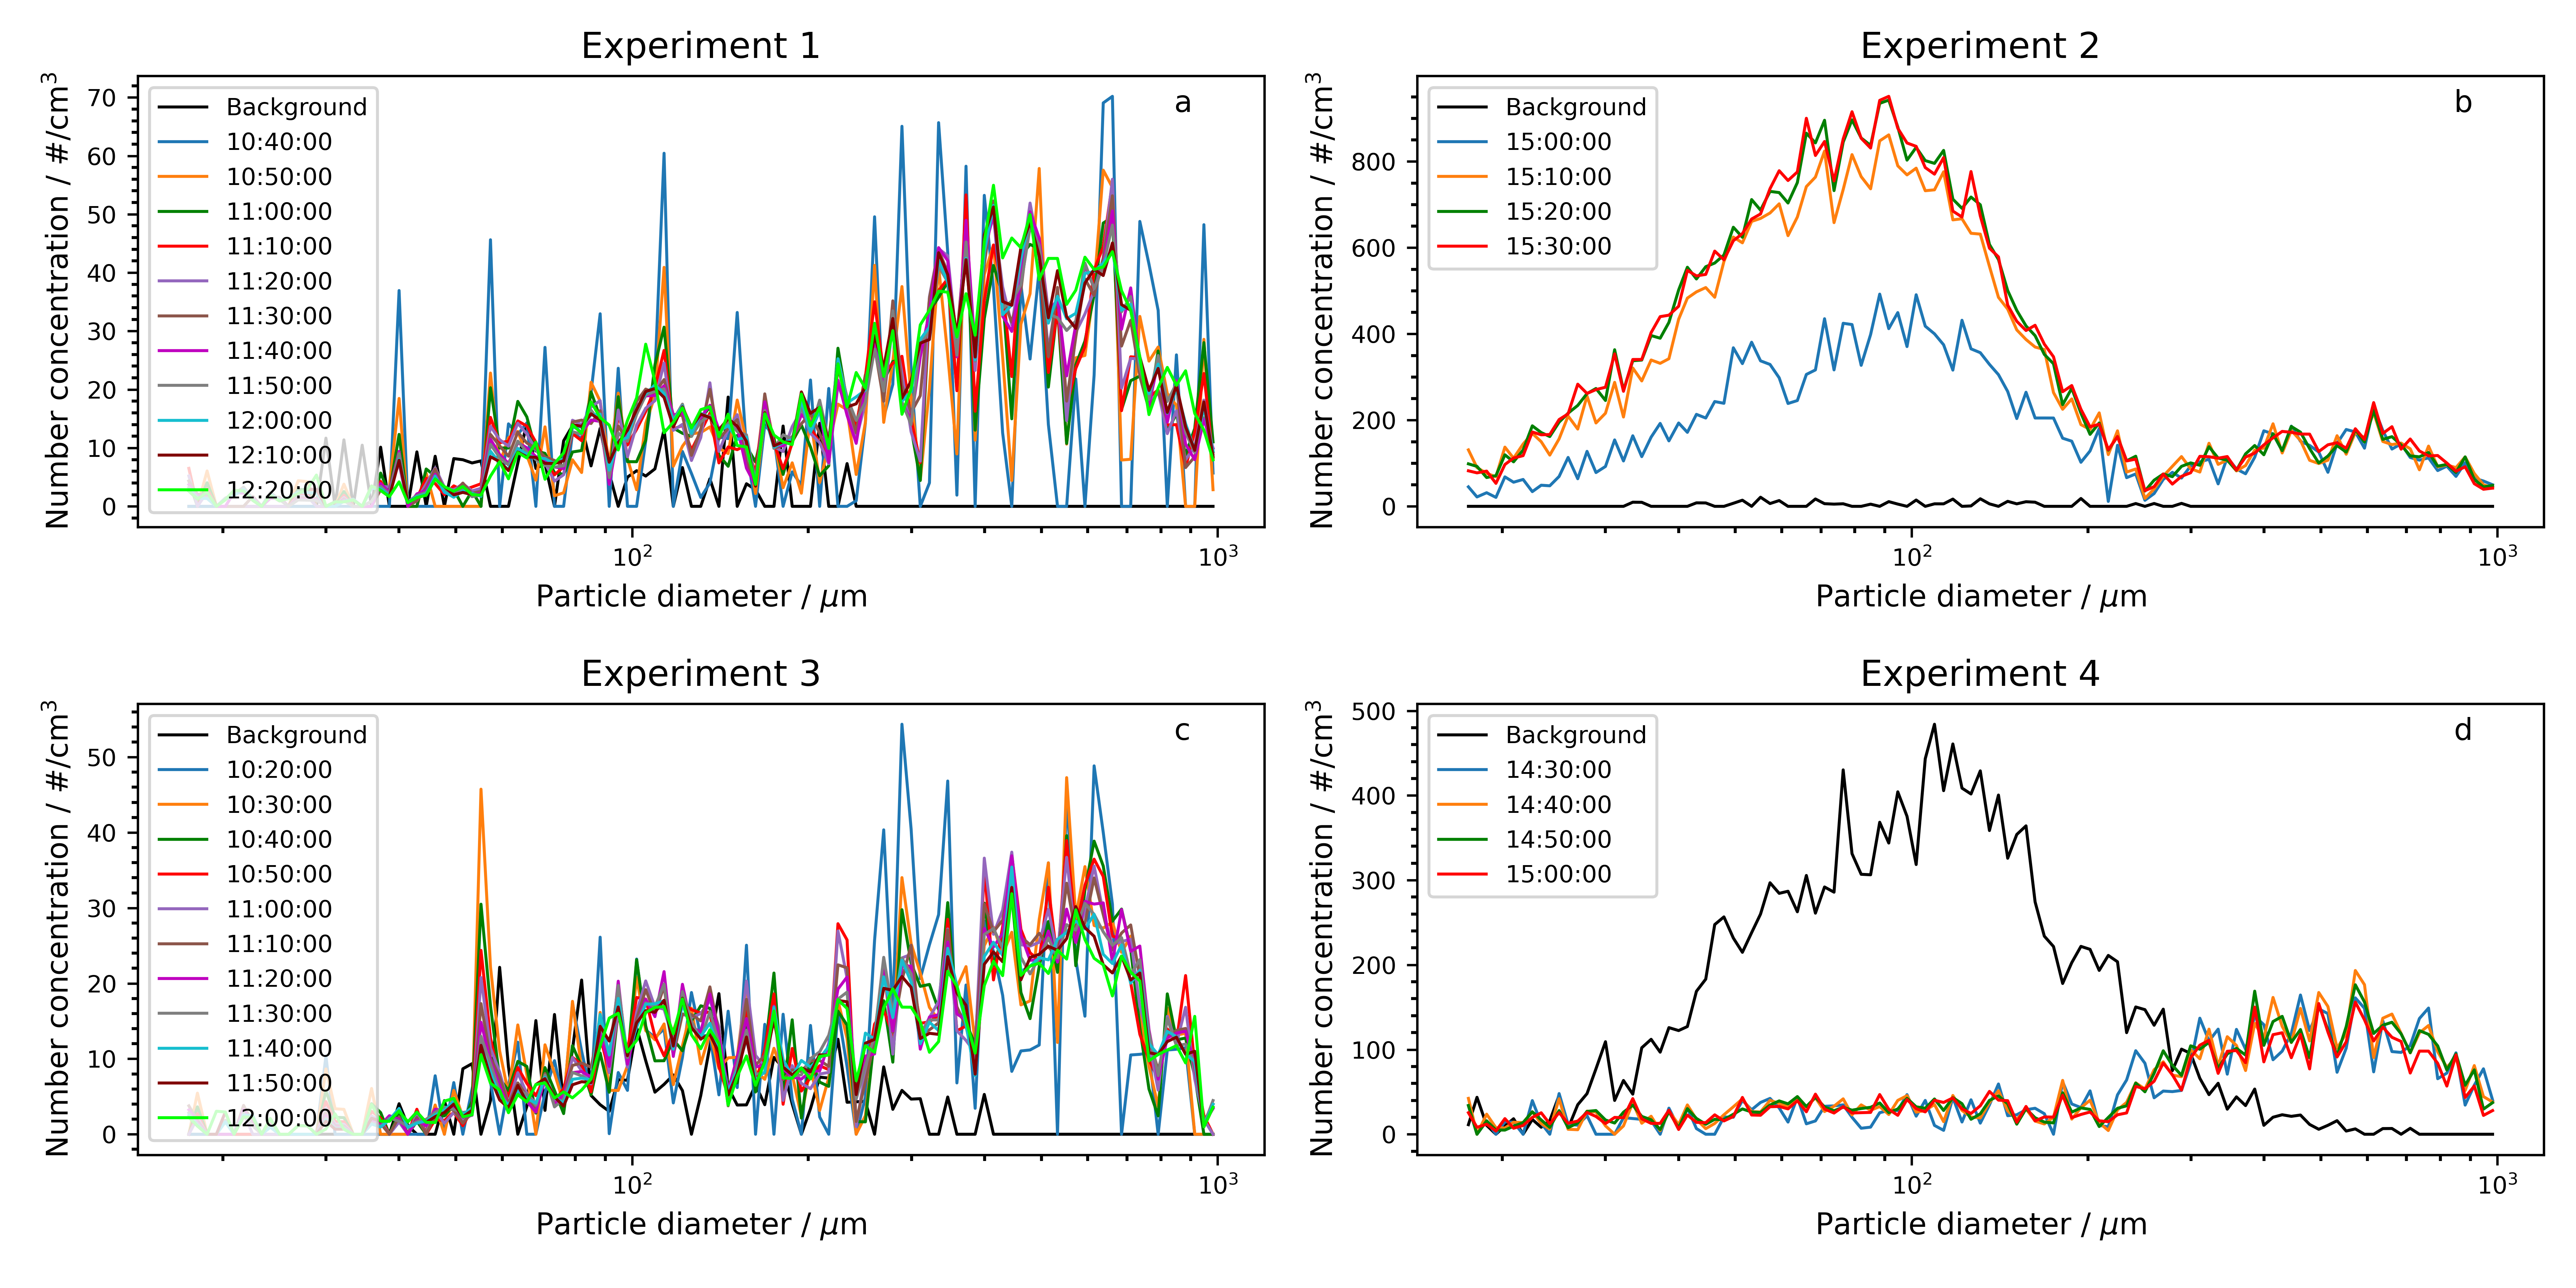 Experiment 1
Number concentration / #/cm³
70
60
50
40
30
20
10
0
a
Background
10:40:00
10:50:00
11:00:00
11:10:00
11:20:00
11:30:00
11:40:00
11:50:00
12:00:00
12:10:00
12:20:00
10² 10³
Particle diameter / μm
Experiment 2
Number concentration / #/cm³
800
600
400
200
0
b
Background
15:00:00
15:10:00
15:20:00
15:30:00
10² 10³
Particle diameter / μm
Experiment 3
Number concentration / #/cm³
50
40
30
20
10
0
c
Background
10:20:00
10:30:00
10:40:00
10:50:00
11:00:00
11:10:00
11:20:00
11:30:00
11:40:00
11:50:00
12:00:00
10² 10³
Particle diameter / μm
Experiment 4
Number concentration / #/cm³
500
400
300
200
100
0
d
Background
14:30:00
14:40:00
14:50:00
15:00:00
10² 10³
Particle diameter / μm